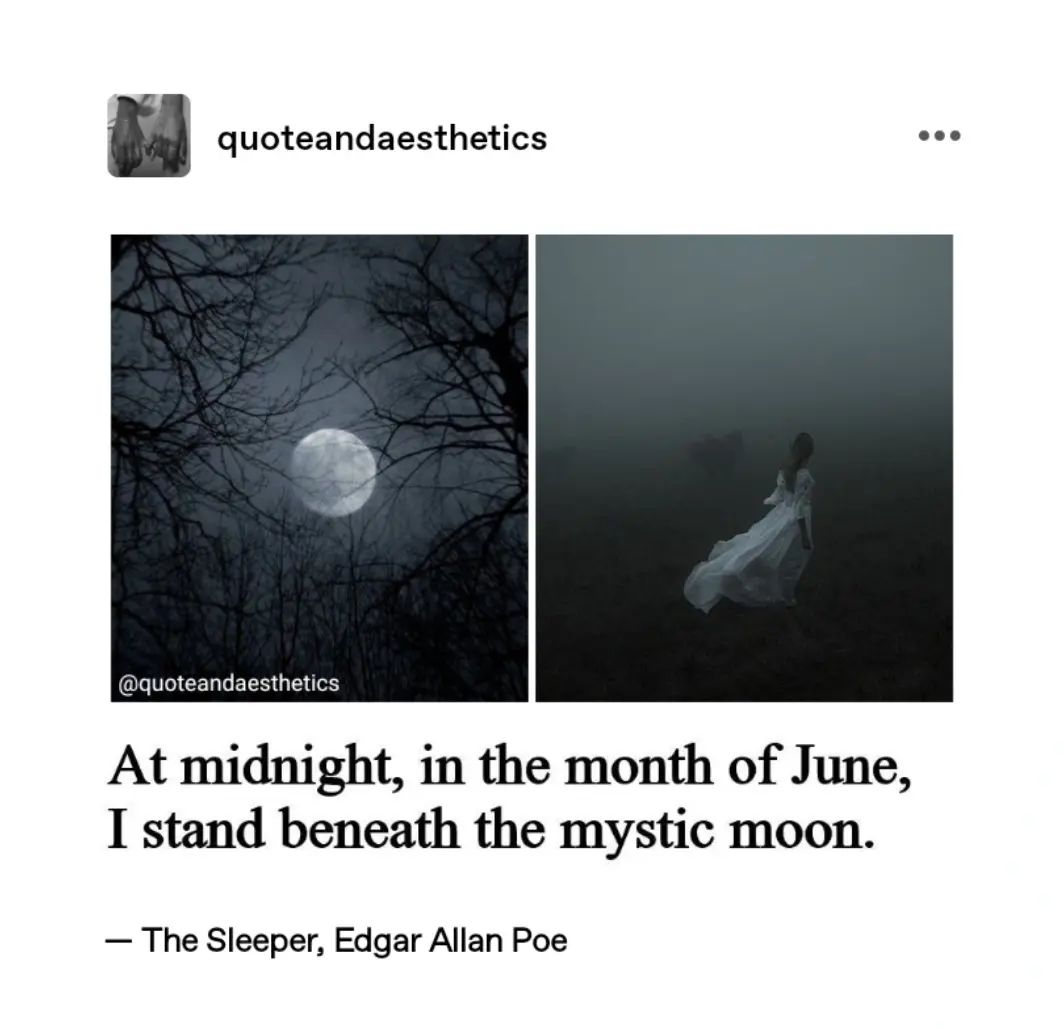 quoteandaesthetics
@quoteandaesthetics
At midnight, in the month of June,
I stand beneath the mystic moon.
— The Sleeper, Edgar Allan Poe